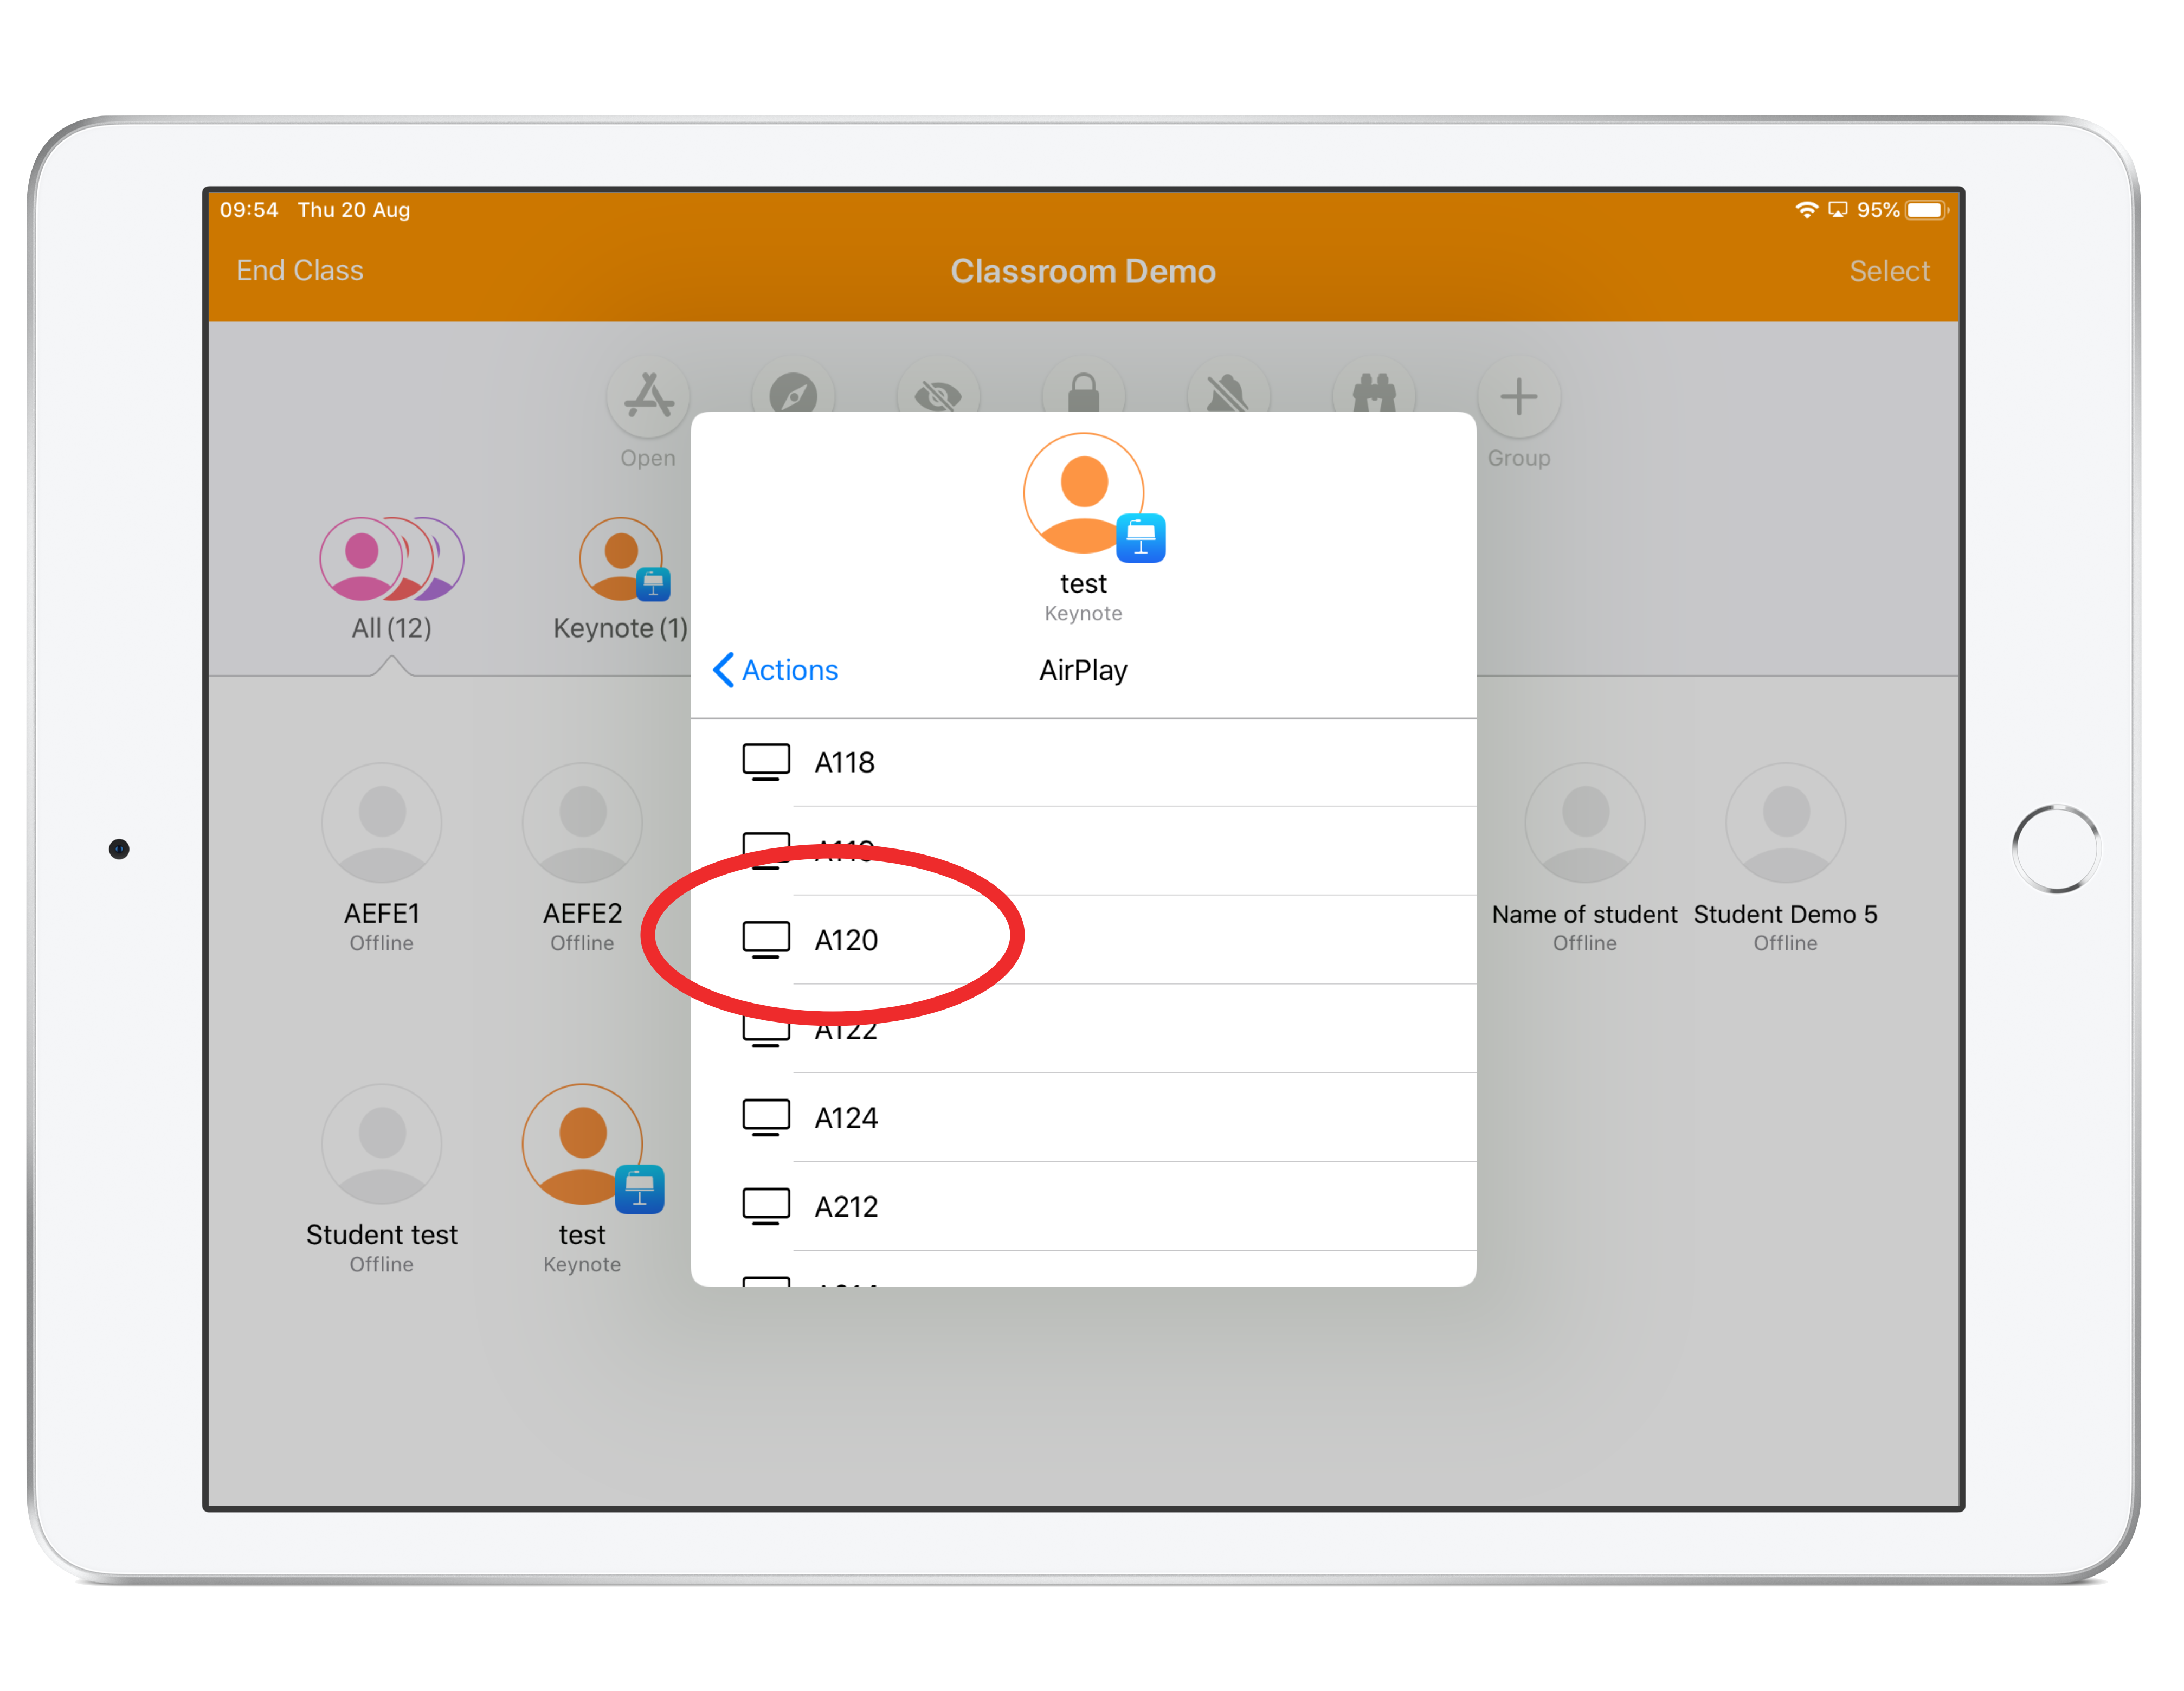 09:54 Thu 20 Aug
95%
End Class
Classroom Demo
Select
Open
Group
test
Keynote
All (12)
Keynote (1)
Actions
AirPlay
A118
A119
A120
A122
A124
A212
AEFE1
Offline
AEFE2
Offline
Name of student
Offline
Student Demo 5
Offline
Student test
Offline
test
Keynote